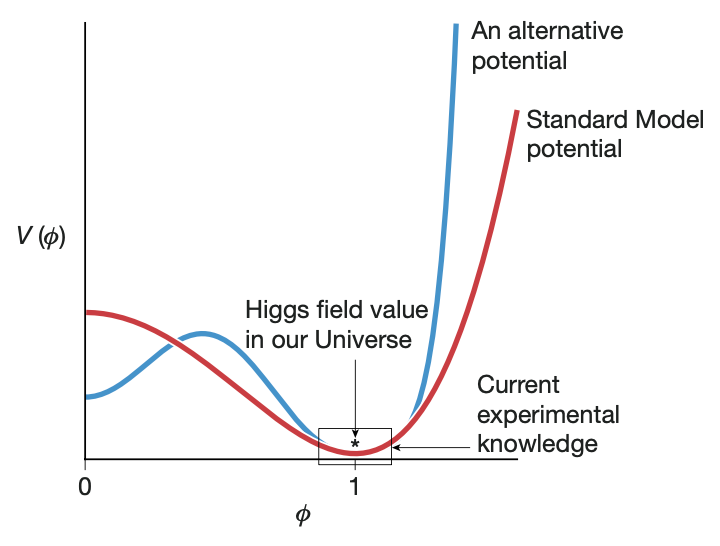 An alternative
potential
Standard Model
potential
V (ϕ)
Higgs field value
in our Universe
Current
experimental
knowledge
*
0
1
ϕ